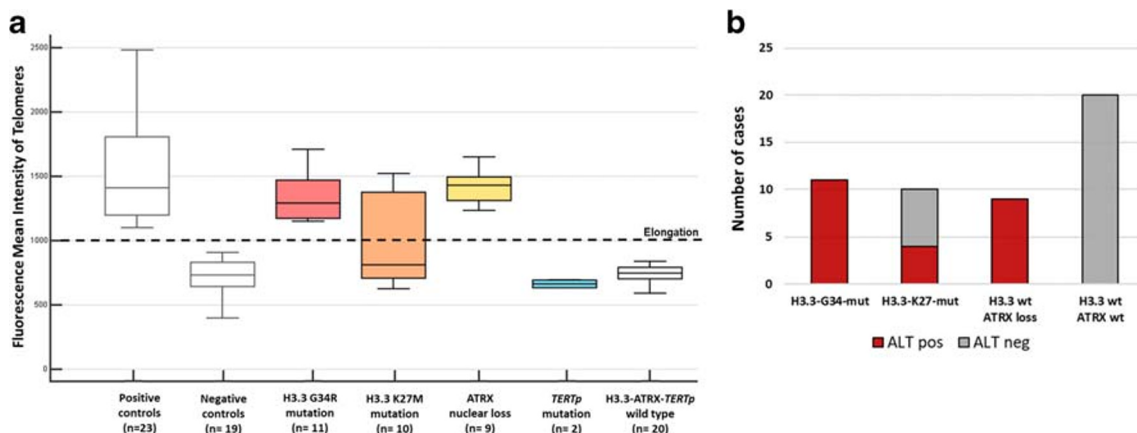 a
Fluorescence Mean Intensity of Telomeres
2500
2000
1500
1000
500
0
Elongation
Positive
controls
(n=23)
Negative
controls
(n= 19)
H3.3 G34R
mutation
(n= 11)
H3.3 K27M
mutation
(n= 10)
ATRX
nuclear loss
(n= 9)
TERTp
mutation
(n= 2)
H3.3-ATRX-TERTp
wild type
(n= 20)
b
Number of cases
25
20
15
10
5
0
H3.3-G34-mut
H3.3-K27-mut
H3.3 wt
ATRX loss
H3.3 wt
ATRX wt
ALT pos
ALT neg